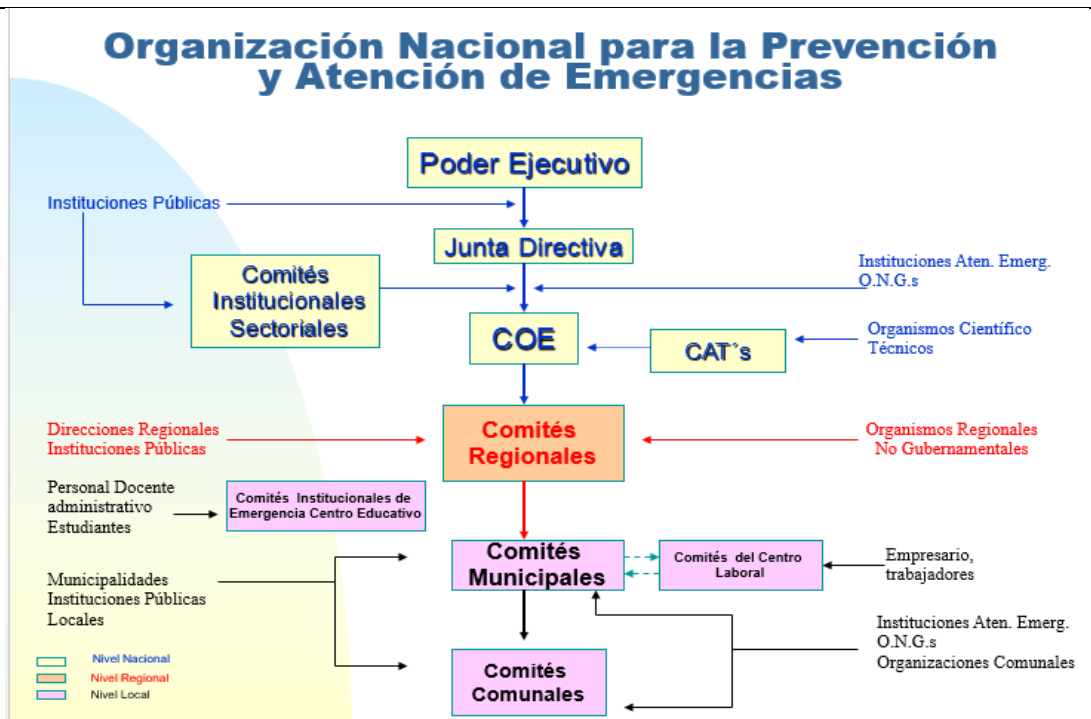 Organización Nacional para la Prevención
y Atención de Emergencias
Poder Ejecutivo
Instituciones Públicas
Junta Directiva
Comités
Institucionales
Sectoriales
Instituciones Aten. Emerg.
O.N.G.s
COE
CAT`s
Organismos Científico
Técnicos
Direcciones Regionales
Instituciones Públicas
Comités
Regionales
Organismos Regionales
No Gubernamentales
Personal Docente
administrativo
Estudiantes
Comités Institucionales de
Emergencia Centro Educativo
Comités
Municipales
Comités del Centro
Laboral
Empresario,
trabajadores
Municipalidades
Instituciones Públicas
Locales
Instituciones Aten. Emerg.
O.N.G.s
Organizaciones Comunales
Comités
Comunales
Nivel Nacional
Nivel Regional
Nivel Local